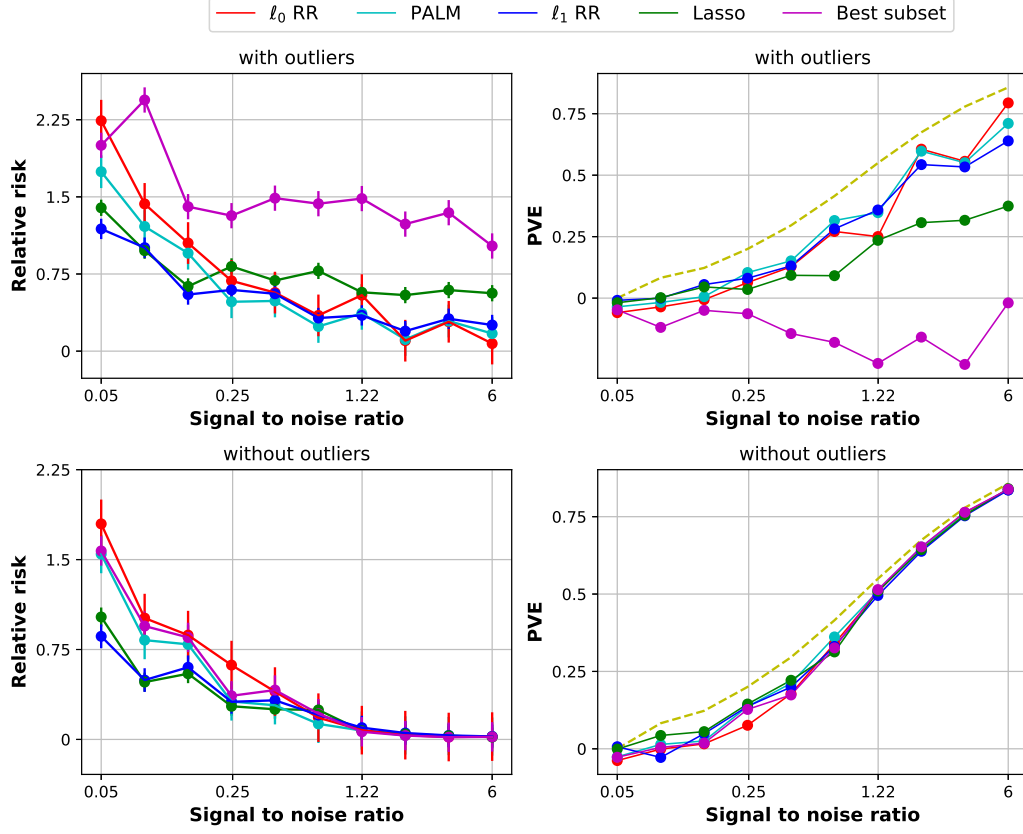 ℓ₀ RR PALM ℓ₁ RR Lasso Best subset
with outliers
2.25
1.5
0.75
0
Relative risk
0.05 0.25 1.22 6
Signal to noise ratio
with outliers
0.75
0.5
0.25
0
PVE
0.05 0.25 1.22 6
Signal to noise ratio
without outliers
2.25
1.5
0.75
0
Relative risk
0.05 0.25 1.22 6
Signal to noise ratio
without outliers
0.75
0.5
0.25
0
PVE
0.05 0.25 1.22 6
Signal to noise ratio